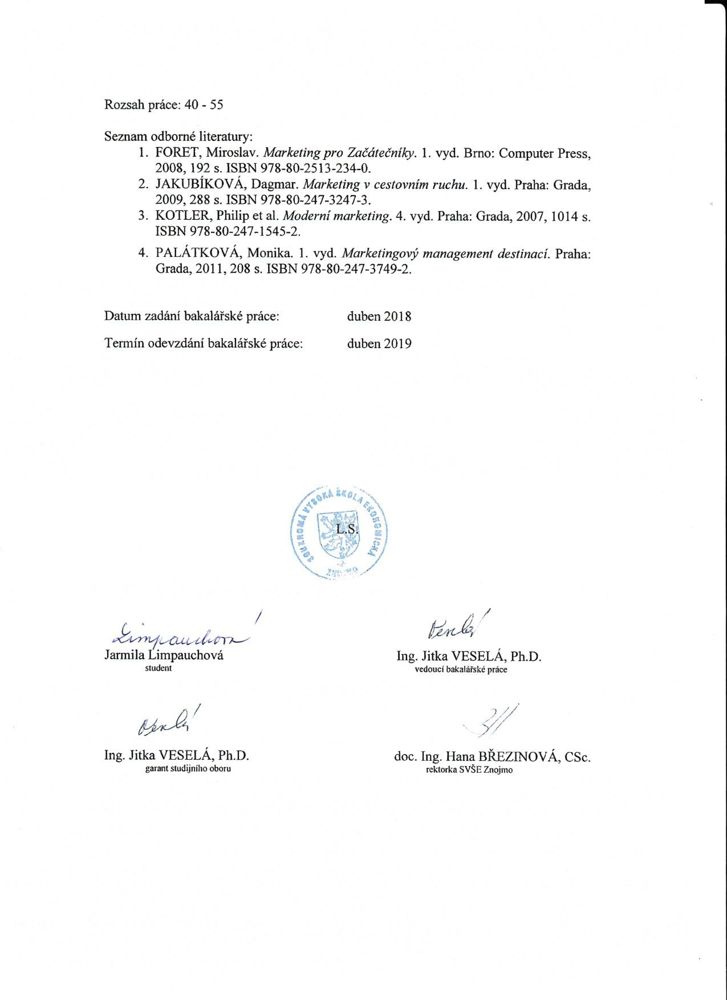 Rozsah práce: 40 - 55
Seznam odborné literatury:
1. FORET, Miroslav. Marketing pro Začátečníky. 1. vyd. Brno: Computer Press,
2008, 192 s. ISBN 978-80-2513-234-0.
2. JAKUBÍKOVÁ, Dagmar. Marketing v cestovním ruchu. 1. vyd. Praha: Grada,
2009, 288 s. ISBN 978-80-247-3247-3.
3. KOTLER, Philip et al. Moderní marketing. 4. vyd. Praha: Grada, 2007, 1014 s.
ISBN 978-80-247-1545-2.
4. PALÁTKOVÁ, Monika. 1. vyd. Marketingový management destinací. Praha:
Grada, 2011, 208 s. ISBN 978-80-247-3749-2.
Datum zadání bakalářské práce: duben 2018
Termín odevzdání bakalářské práce: duben 2019
SOUKROMÁ VYSOKÁ ŠKOLA EKONOMICKÁ
L.S.
-2-
ZNOJMO
Limpauchová Veselá
Jarmila Limpauchová Ing. Jitka VESELÁ, Ph.D.
student vedoucí bakalářské práce
Veselá
Ing. Jitka VESELÁ, Ph.D. doc. Ing. Hana BŘEZINOVÁ, CSc.
garant studijního oboru rektorka SVŠE Znojmo